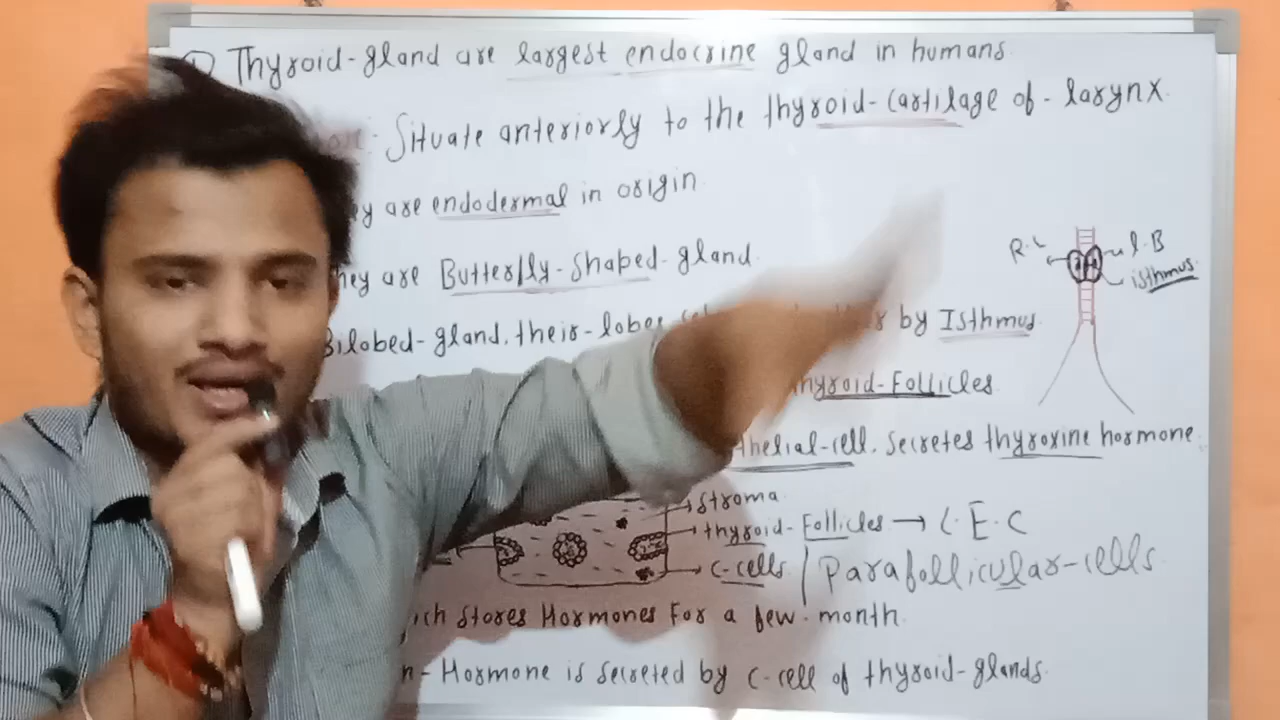 Thyroid-gland are largest endocrine gland in humans.
Situate anteriorly to the thyroid-cartilage of-larynx
are endodermal in origin
are Butterfly-Shaped-gland.
Bilobed-gland, their-lobes by Isthmus
R.L
l.B
isthmus
Thyroid-Follicles
cell. Secretes thyroxine hormone
Stroma
thyroid-Follicles → C.E.C
C-cells / Parafollicular-cells
Stores Hormones For a few-month.
Hormone is secreted by C-cell of thyroid-glands.